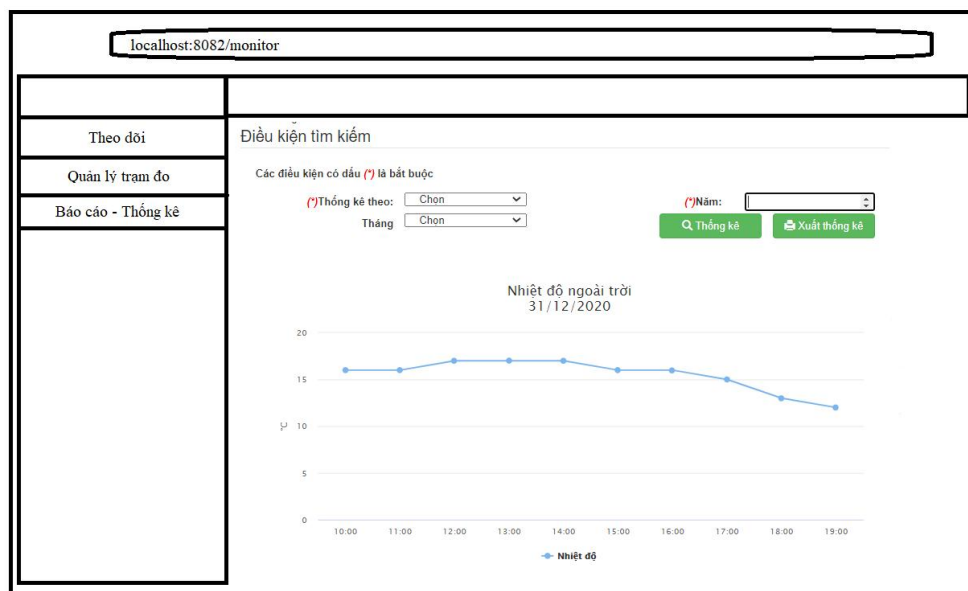 localhost:8082/monitor
Theo dõi
Quản lý trạm đo
Báo cáo - Thống kê
Điều kiện tìm kiếm
Các điều kiện có dấu (*) là bắt buộc
(*)Thống kê theo: Chọn (*)Năm:
Tháng Chọn Thống kê Xuất thống kê
Nhiệt độ ngoài trời
31/12/2020
20
15
°C 10
5
0
10:00 11:00 12:00 13:00 14:00 15:00 16:00 17:00 18:00 19:00
Nhiệt độ